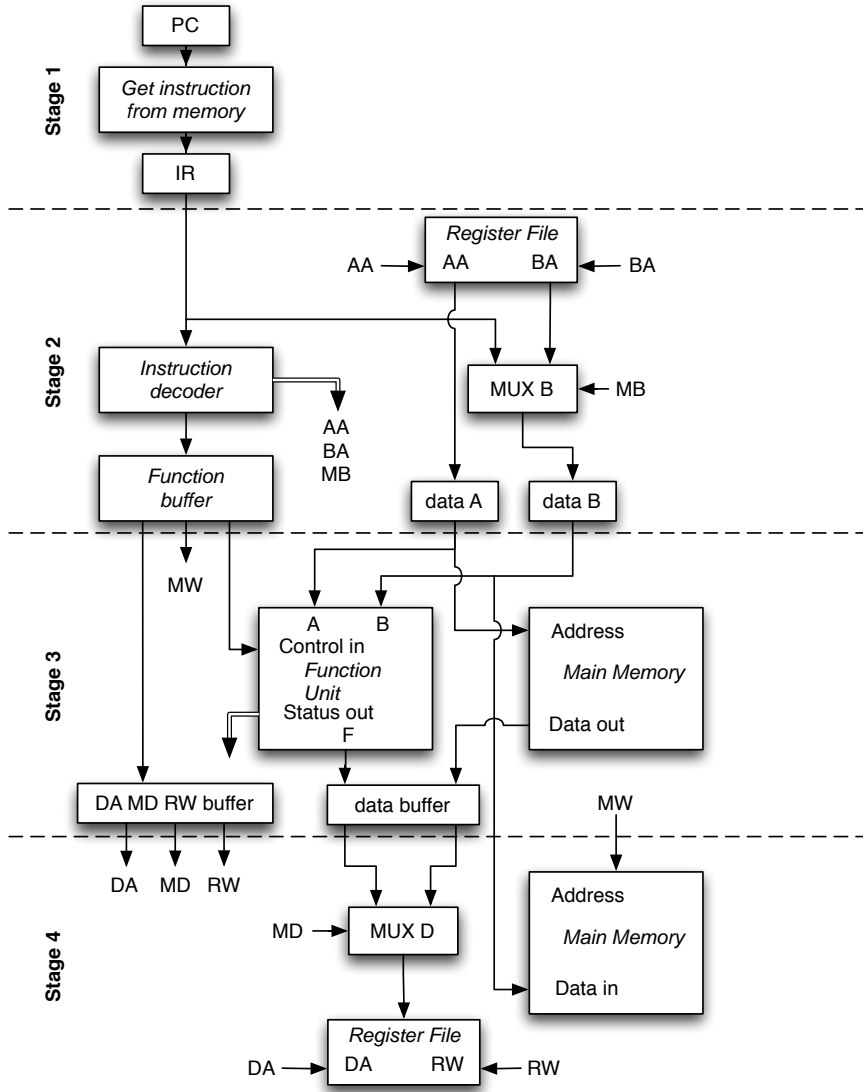 Stage 1
PC
Get instruction
from memory
IR
Stage 2
Register File
AA
AA
BA
BA
Instruction
decoder
MUX B
MB
AA
BA
MB
Function
buffer
data A
data B
Stage 3
MW
A
B
Control in
Function
Unit
Status out
F
Address
Main Memory
Data out
DA MD RW buffer
data buffer
MW
Stage 4
DA
MD
RW
MD
MUX D
Address
Main Memory
Data in
Register File
DA
DA
RW
RW